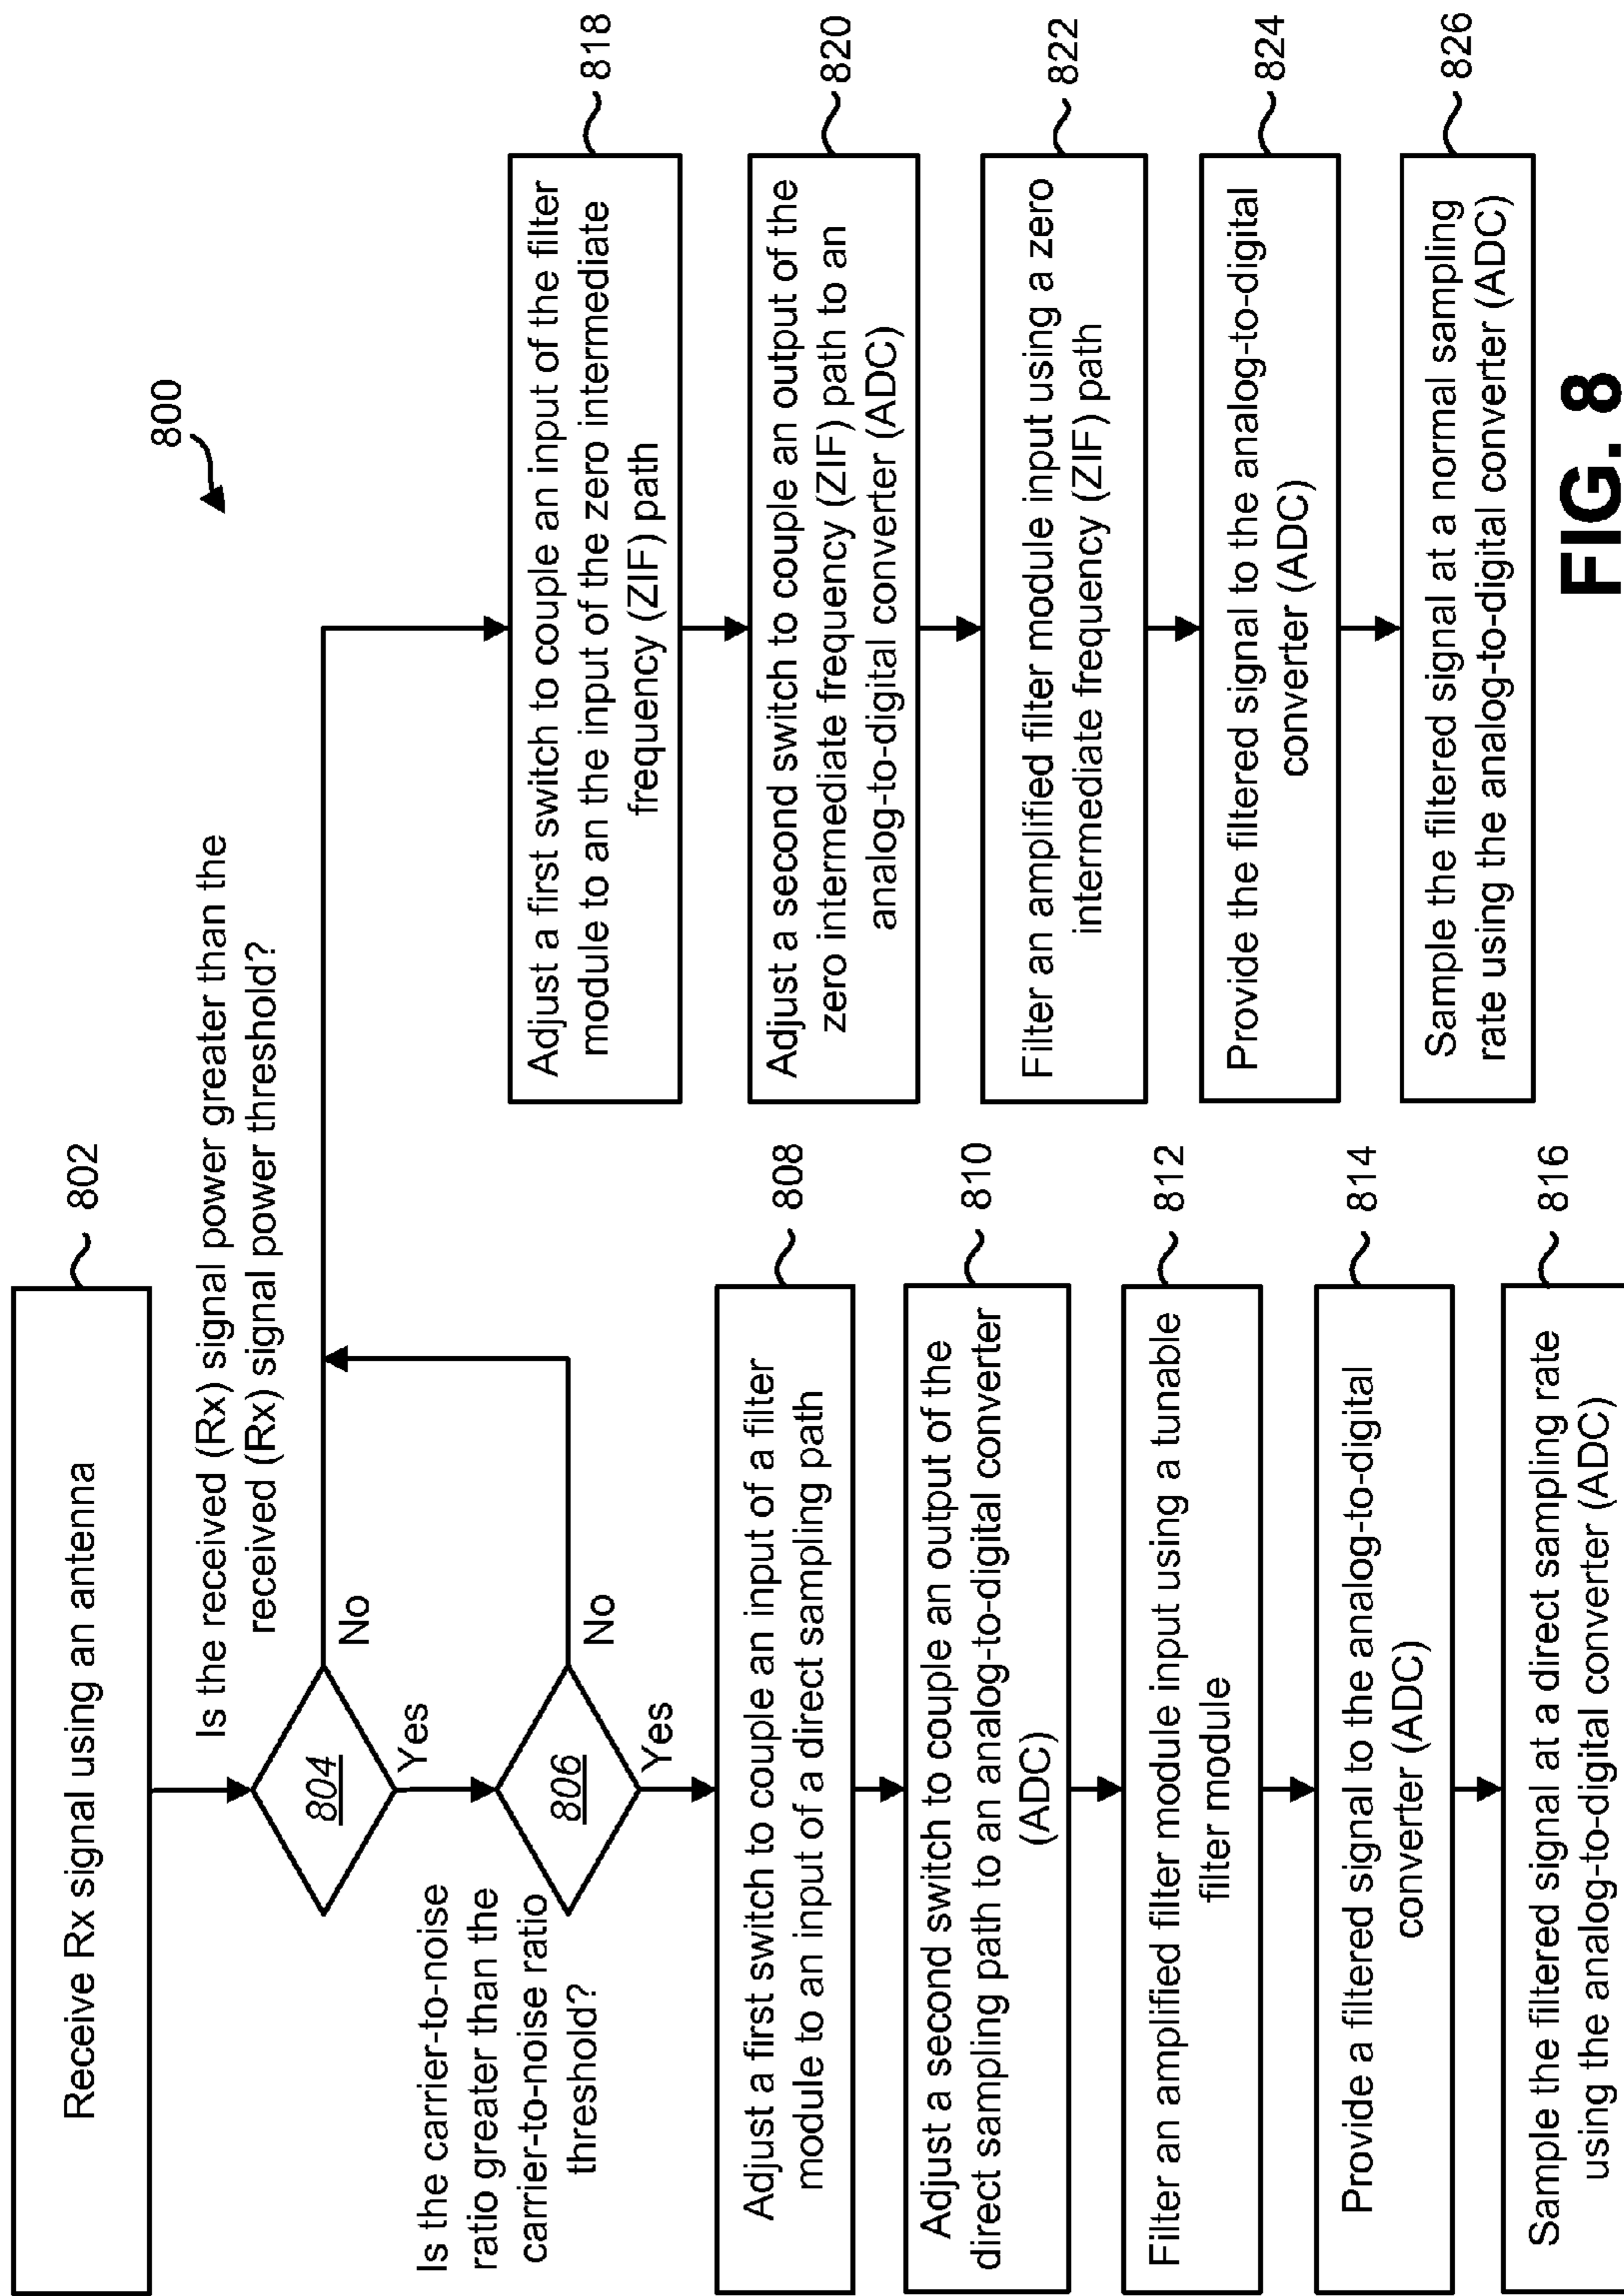 800
Receive Rx signal using an antenna
802
Is the received (Rx) signal power greater than the
received (Rx) signal power threshold?
804
No
Yes
Is the carrier-to-noise
ratio greater than the
carrier-to-noise ratio
threshold?
806
No
Yes
Adjust a first switch to couple an input of a filter
module to an input of a direct sampling path
808
Adjust a second switch to couple an output of the
direct sampling path to an analog-to-digital converter
(ADC)
810
Filter an amplified filter module input using a tunable
filter module
812
Provide a filtered signal to the analog-to-digital
converter (ADC)
814
Sample the filtered signal at a direct sampling rate
using the analog-to-digital converter (ADC)
816
Adjust a first switch to couple an input of the filter
module to an the input of the zero intermediate
frequency (ZIF) path
818
Adjust a second switch to couple an output of the
zero intermediate frequency (ZIF) path to an
analog-to-digital converter (ADC)
820
Filter an amplified filter module input using a zero
intermediate frequency (ZIF) path
822
Provide the filtered signal to the analog-to-digital
converter (ADC)
824
Sample the filtered signal at a normal sampling
rate using the analog-to-digital converter (ADC)
826
FIG. 8